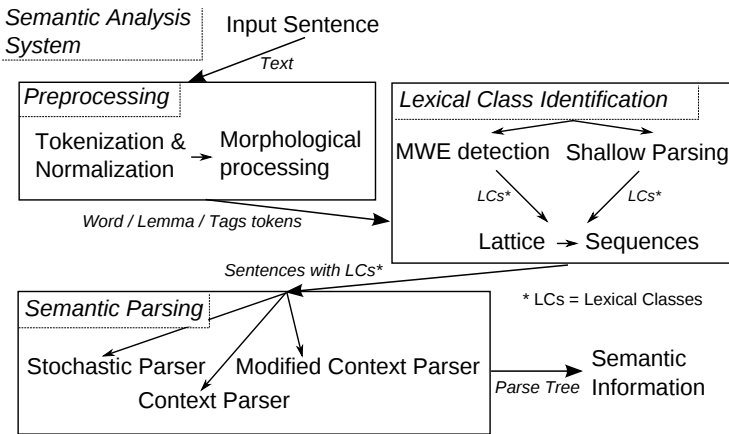 Semantic Analysis
System
Input Sentence
Text
Preprocessing
Tokenization &
Normalization
Morphological
processing
Word / Lemma / Tags tokens
Lexical Class Identification
MWE detection
Shallow Parsing
LCs*
LCs*
Lattice
Sequences
Sentences with LCs*
* LCs = Lexical Classes
Semantic Parsing
Stochastic Parser
Modified Context Parser
Context Parser
Parse Tree
Semantic
Information